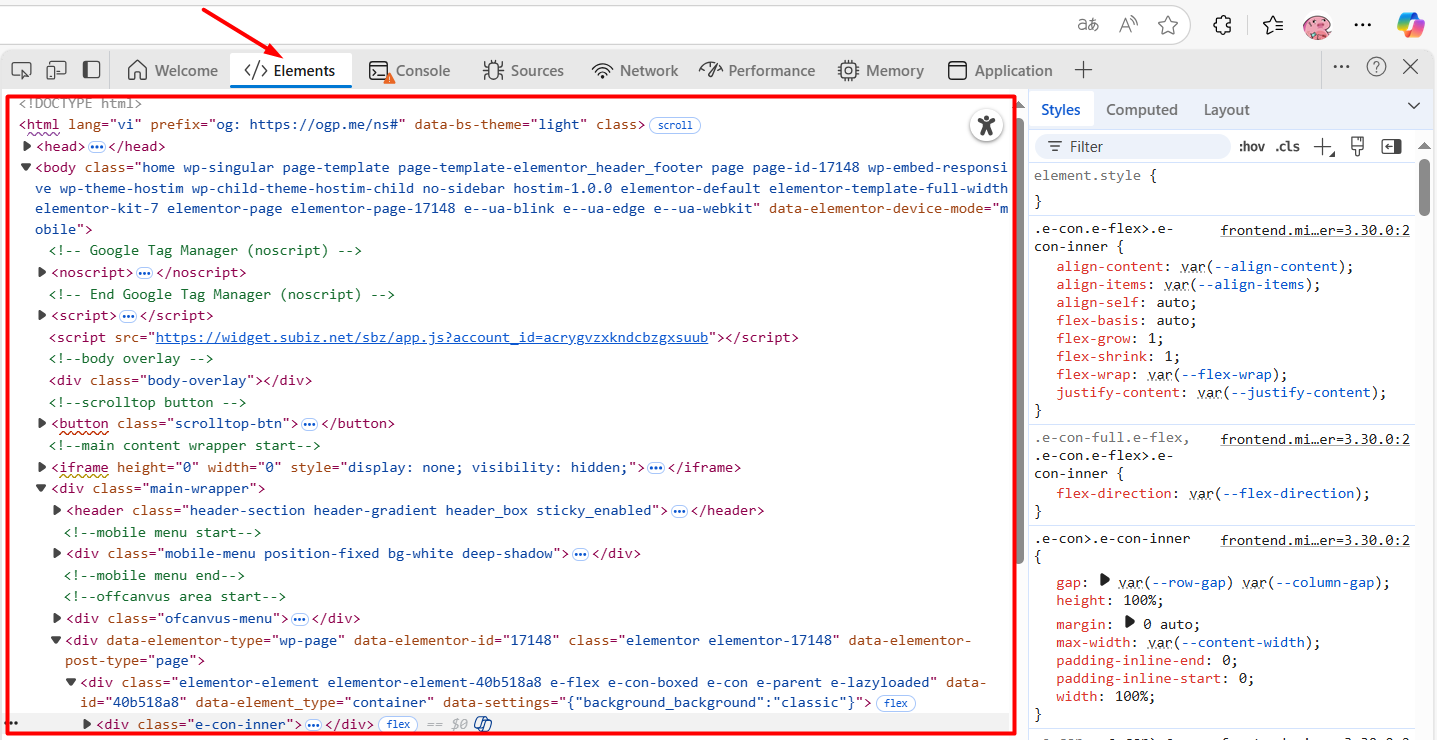 aあ A
Welcome </> Elements Console Sources Network Performance Memory Application
<!DOCTYPE html>
<html lang="vi" prefix="og: https://ogp.me/ns#" data-bs-theme="light" class> scroll
<head> ... </head>
<body class="home wp-singular page-template page-template-elementor_header_footer page page-id-17148 wp-embed-responsi
ve wp-theme-hostim wp-child-theme-hostim-child no-sidebar hostim-1.0.0 elementor-default elementor-template-full-width
elementor-kit-7 elementor-page elementor-page-17148 e--ua-blink e--ua-edge e--ua-webkit" data-elementor-device-mode="m
obile">
<!-- Google Tag Manager (noscript) -->
<noscript> ... </noscript>
<!-- End Google Tag Manager (noscript) -->
<script> ... </script>
<script src="https://widget.subiz.net/sbz/app.js?account_id=acrygvzxkndcbzgxsuub"></script>
<!--body overlay -->
<div class="body-overlay"></div>
<!--scrolltop button -->
<button class="scrolltop-btn"> ... </button>
<!--main content wrapper start-->
<iframe height="0" width="0" style="display: none; visibility: hidden;"> ... </iframe>
<div class="main-wrapper">
<header class="header-section header-gradient header_box sticky_enabled"> ... </header>
<!--mobile menu start-->
<div class="mobile-menu position-fixed bg-white deep-shadow"> ... </div>
<!--mobile menu end-->
<!--offcanvus area start-->
<div class="ofcanvus-menu"> ... </div>
<div data-elementor-type="wp-page" data-elementor-id="17148" class="elementor elementor-17148" data-elementor-
post-type="page">
<div class="elementor-element elementor-element-40b518a8 e-flex e-con-boxed e-con e-parent e-lazyloaded" data-
id="40b518a8" data-element_type="container" data-settings="{"background_background":"classic"}"> flex
<div class="e-con-inner"> ... </div> flex == $0
Styles Computed Layout
Filter :hov .cls
element.style {
}
.e-con.e-flex>.e- frontend.mi…er=3.30.0:2
con-inner {
align-content: var(--align-content);
align-items: var(--align-items);
align-self: auto;
flex-basis: auto;
flex-grow: 1;
flex-shrink: 1;
flex-wrap: var(--flex-wrap);
justify-content: var(--justify-content);
}
.e-con-full.e-flex, frontend.mi…er=3.30.0:2
.e-con.e-flex>.e-
con-inner {
flex-direction: var(--flex-direction);
}
.e-con>.e-con-inner frontend.mi…er=3.30.0:2
{
gap: var(--row-gap) var(--column-gap);
height: 100%;
margin: 0 auto;
max-width: var(--content-width);
padding-inline-end: 0;
padding-inline-start: 0;
width: 100%;
}